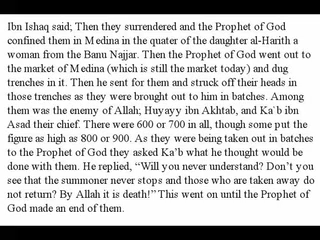 Ibn Ishaq said; Then they surrendered and the Prophet of God
confined them in Medina in the quater of the daughter al-Harith a
woman from the Banu Najjar. Then the Prophet of God went out to
the market of Medina (which is still the market today) and dug
trenches in it. Then he sent for them and struck off their heads in
those trenches as they were brought out to him in batches. Among
them was the enemy of Allah; Huyayy ibn Akhtab, and Ka`b ibn
Asad their chief. There were 600 or 700 in all, though some put the
figure as high as 800 or 900. As they were being taken out in batches
to the Prophet of God they asked Ka’b what he thought would be
done with them. He replied, “Will you never understand? Don’t you
see that the summoner never stops and those who are taken away do
not return? By Allah it is death!” This went on until the Prophet of
God made an end of them.